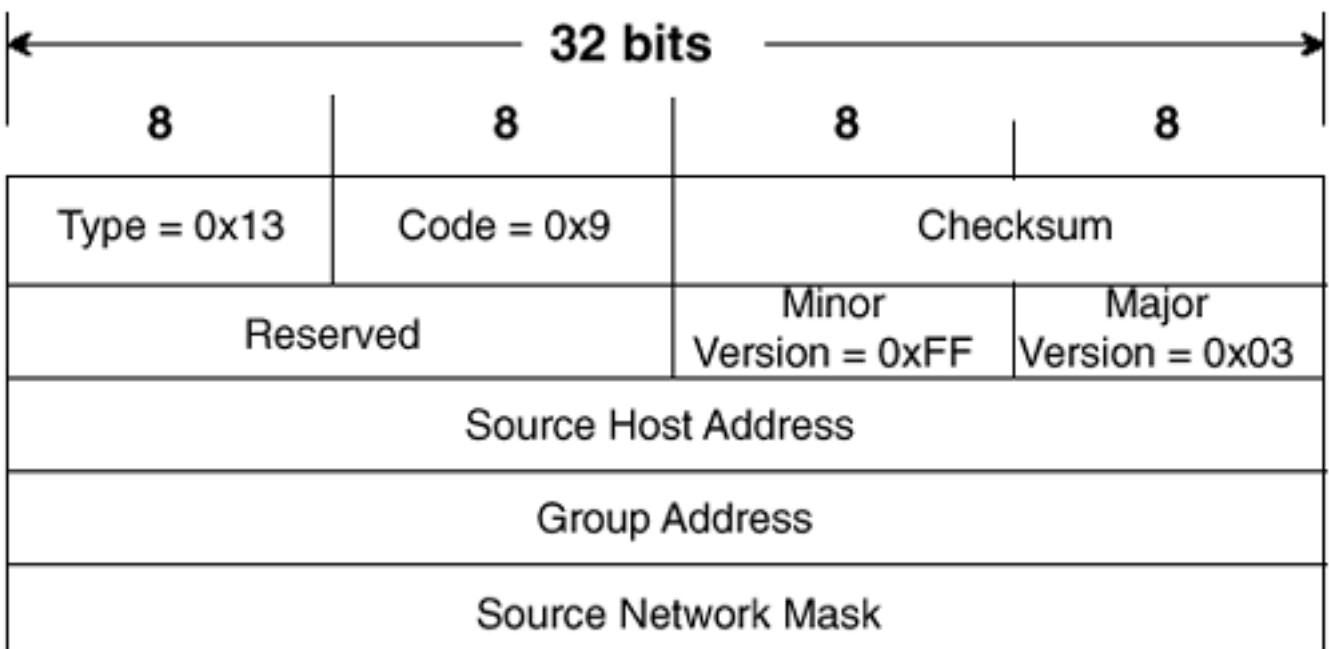 32 bits
8 8 8 8
Type = 0x13 Code = 0x9 Checksum
Reserved Minor Version = 0xFF Major Version = 0x03
Source Host Address
Group Address
Source Network Mask